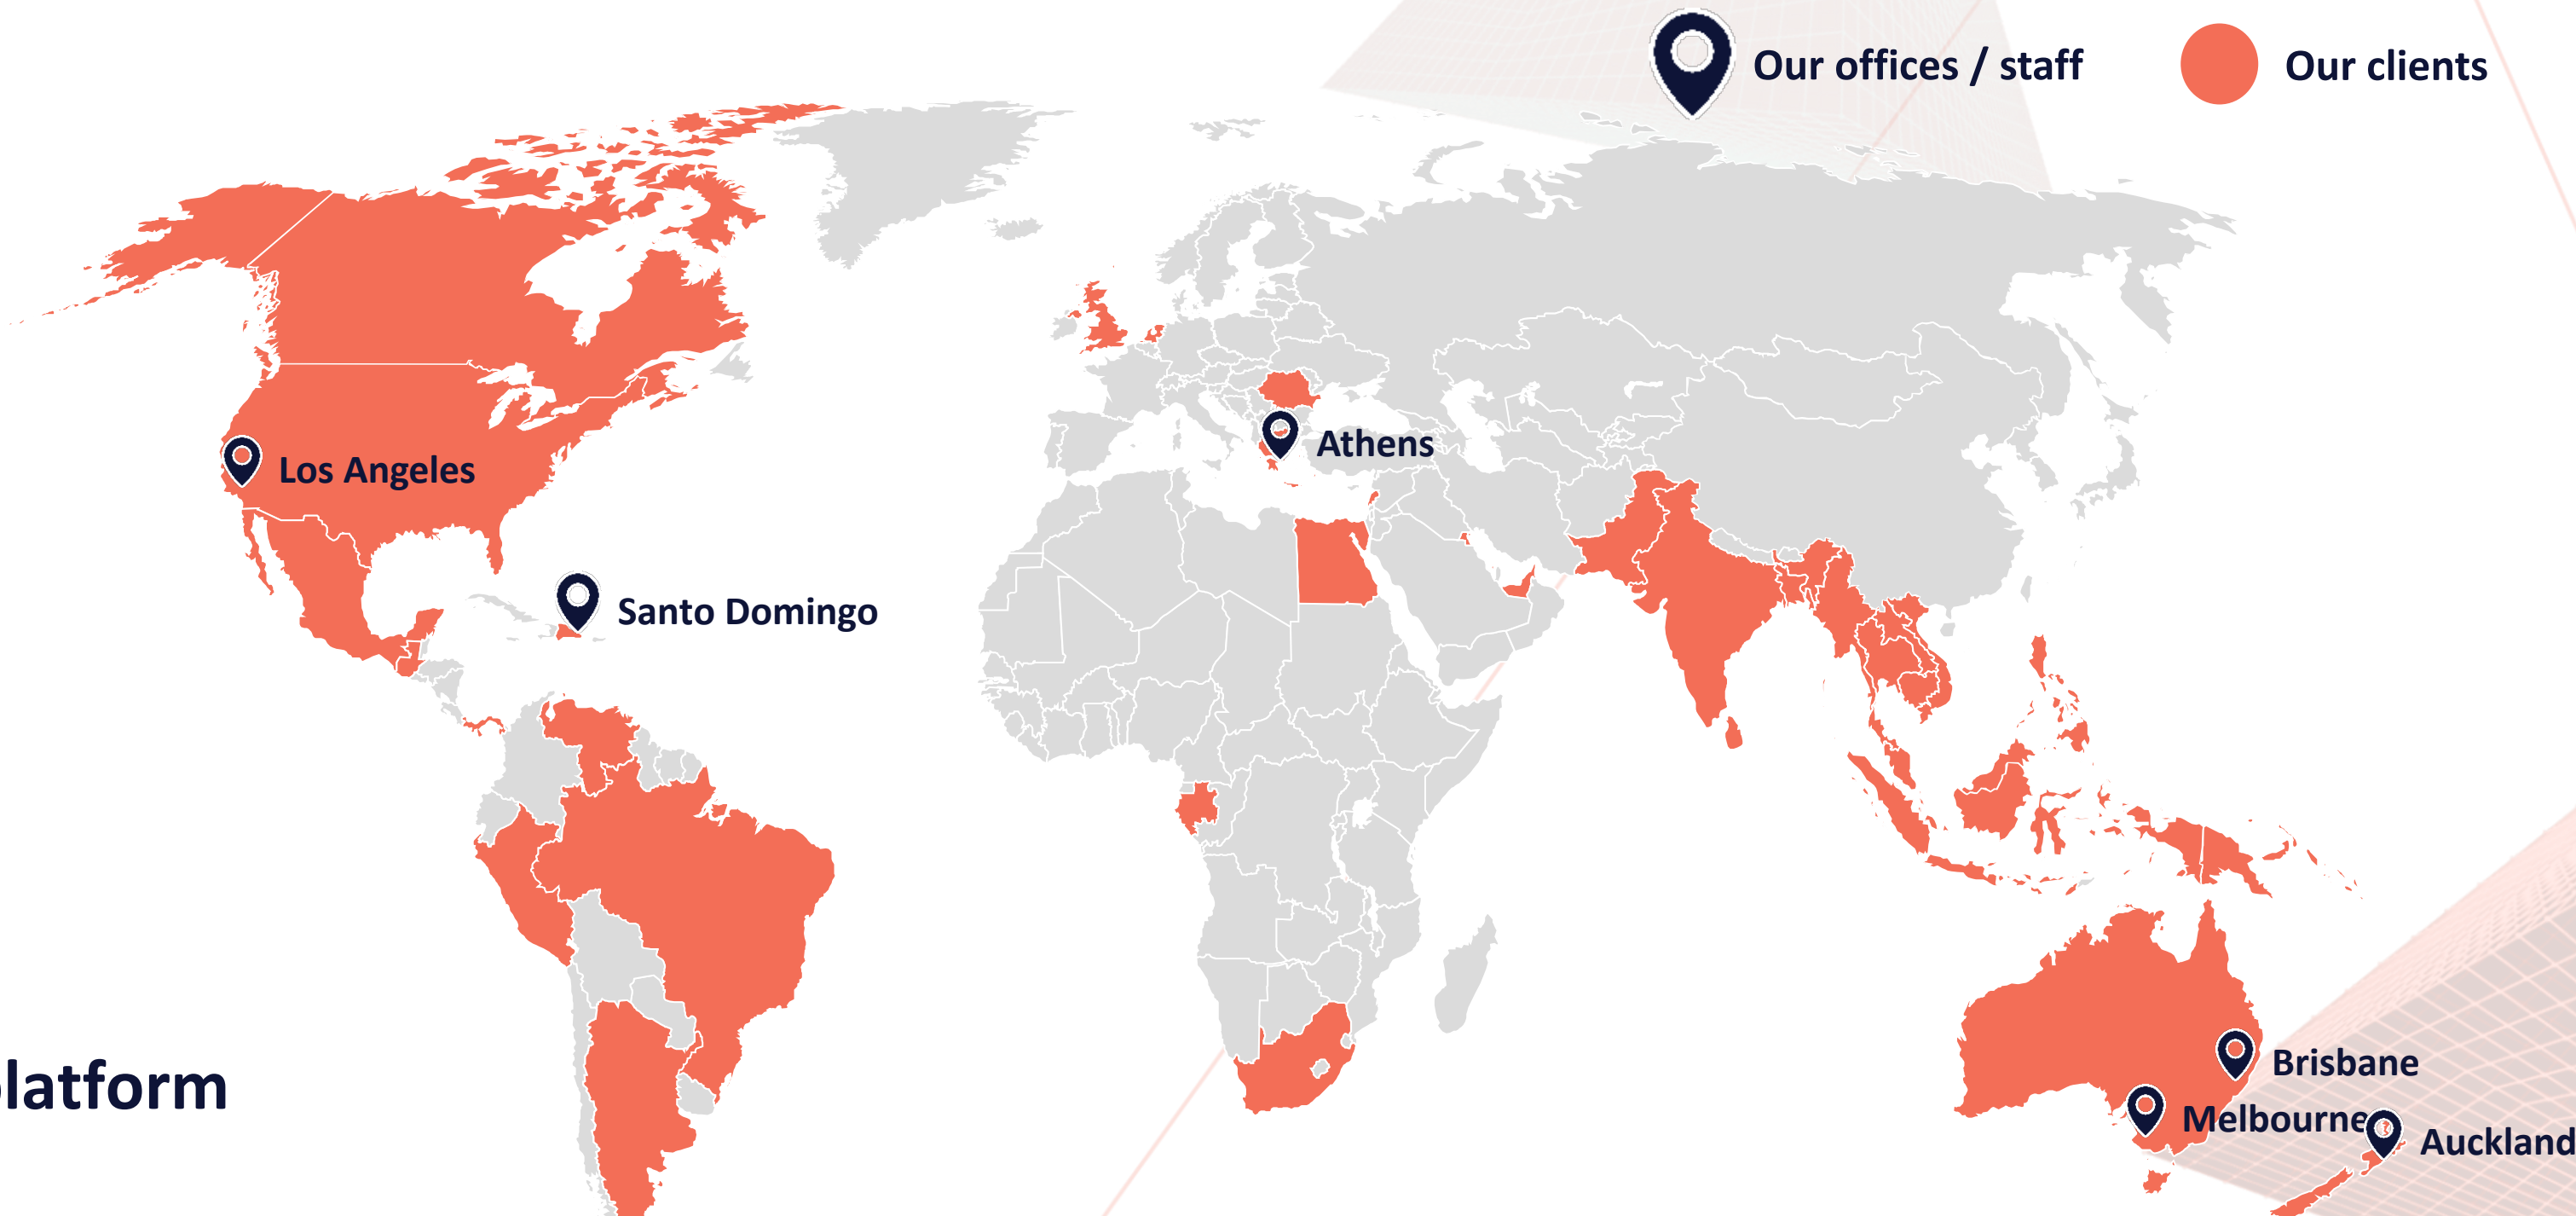 Our offices / staff
Our clients
Athens
Los Angeles
Santo Domingo
Brisbane
Melbourne
Auckland
latform